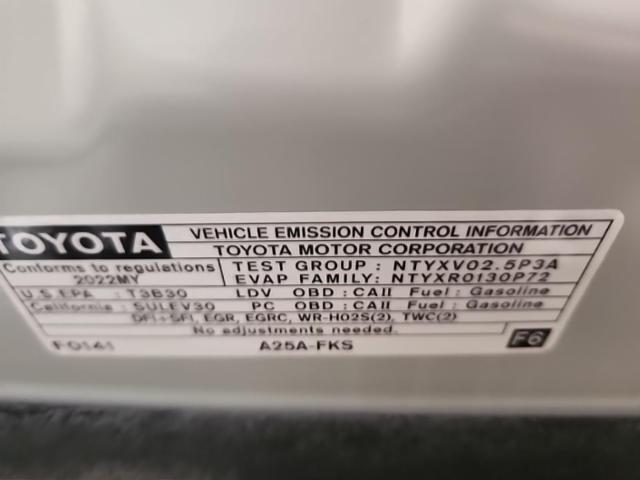 TOYOTA
VEHICLE EMISSION CONTROL INFORMATION
TOYOTA MOTOR CORPORATION
Conforms to regulations
2022MY
TEST GROUP : NTYXV02.5P3A
EVAP FAMILY: NTYXR0130P72
U.S.EPA : T3B30 LDV OBD : CAII Fuel : Gasoline
California : SULEV30 PC OBD : CAII Fuel : Gasoline
DFI+SFI, EGR, EGRC, WR-HO2S(2), TWC(2)
No adjustments needed.
F0141 A25A-FKS F6